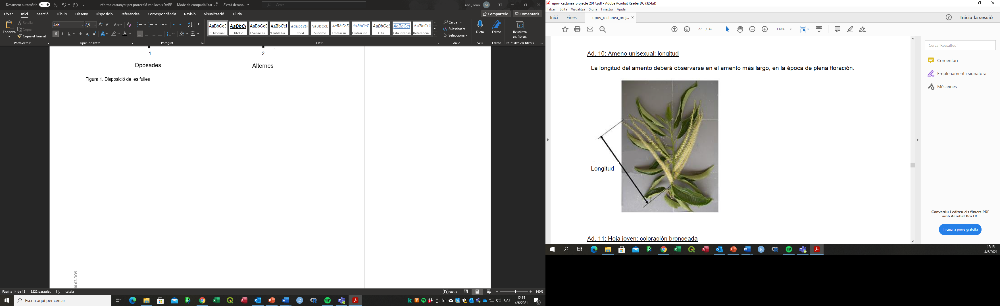 Desament automàtic
Informe castanyer per protecció var. locals DARP - Mode de compatibilitat
- S'està desant...
Cerca
Abel, Joan
AJ
Fitxer Inici Inserció Dibuix Disseny Disposició Referències Correspondència Revisió Visualització Ajuda
Comparteix
Comentaris
Enganxa
Retalla
Copia
Copia el format
Porta-retalls
Arial
8,5
Tipus de lletra
Paràgraf
AaBbCcI
¶ Normal
AaBbCc
Títol 2
AaBbCcI
¶ Sense es...
AaBbCcI
¶ Table Pa...
AaBbCcD
Títol 4
AaBbCcD
Subtítol
AaBbCcL
Èmfasi su...
AaBbCcL
Èmfasi int...
AaBbCcL
Cita
AaBbCcL
Cita intensa
AABBCCI
Referència...
Estils
Cerca
Substitueix
Selecciona
Edició
Dicta
Veu
Editor
Editor
Reutilitza
els fitxers
Reutilitza els fitxers
1
2
Oposades
Alternes
Figura 1. Disposició de les fulles
10.02-DO9
Pàgina 14 de 15
3222 paraules
català
Focus
140%
Escriu aquí per cercar
CAT
12:15
4/6/2021
6
upov_castanea_projecte_2017.pdf - Adobe Acrobat Reader DC (32-bit)
Fitxer Edita Visualitza Signa Finestra Ajuda
Inici
Eines
upov_castanea_proj...
Inicia la sessió
27 / 42
139%
Ad. 10: Ameno unisexual: longitud
La longitud del amento deberá observarse en el amento más largo, en la época de plena floración.
Longitud
Ad. 11: Hoja joven: coloración bronceada
Cerca 'Ressalteu'
Comentari
Emplenament i signatura
Més eines
Convertiu i editeu els fitxers PDF
amb Acrobat Pro DC
Inicieu la prova gratuïta
12:15
4/6/2021